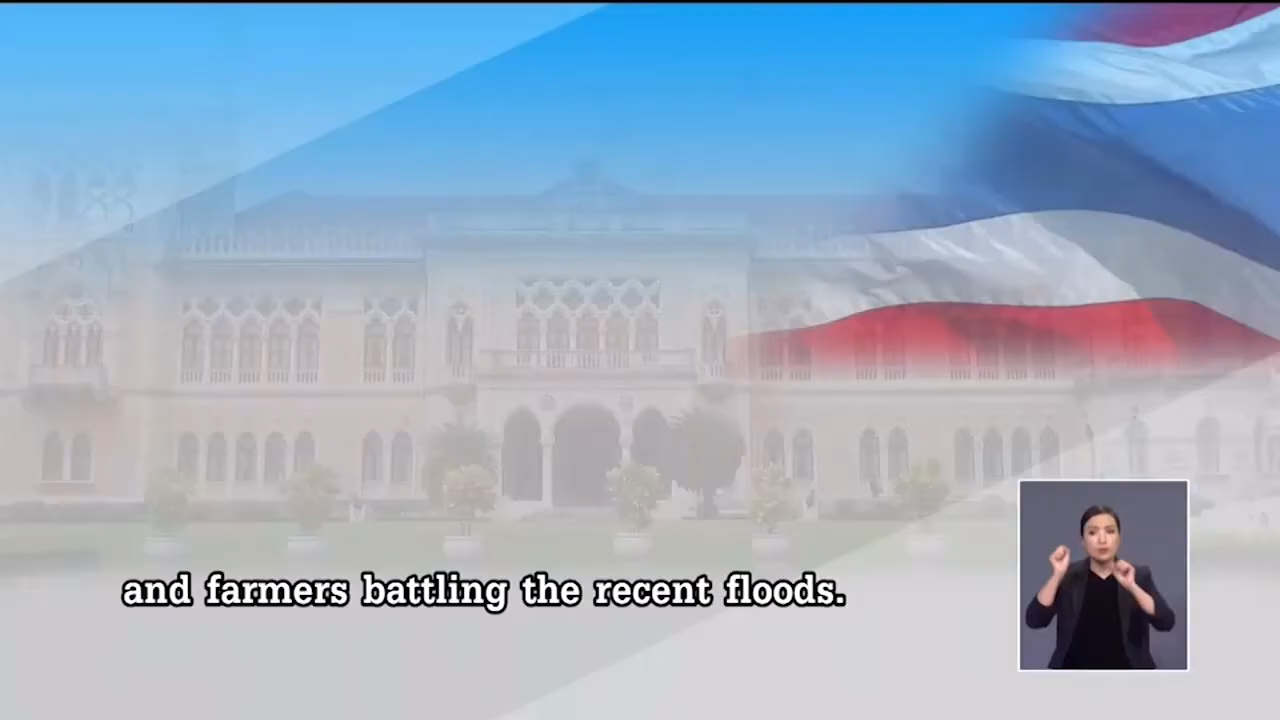 and farmers battling the recent floods.